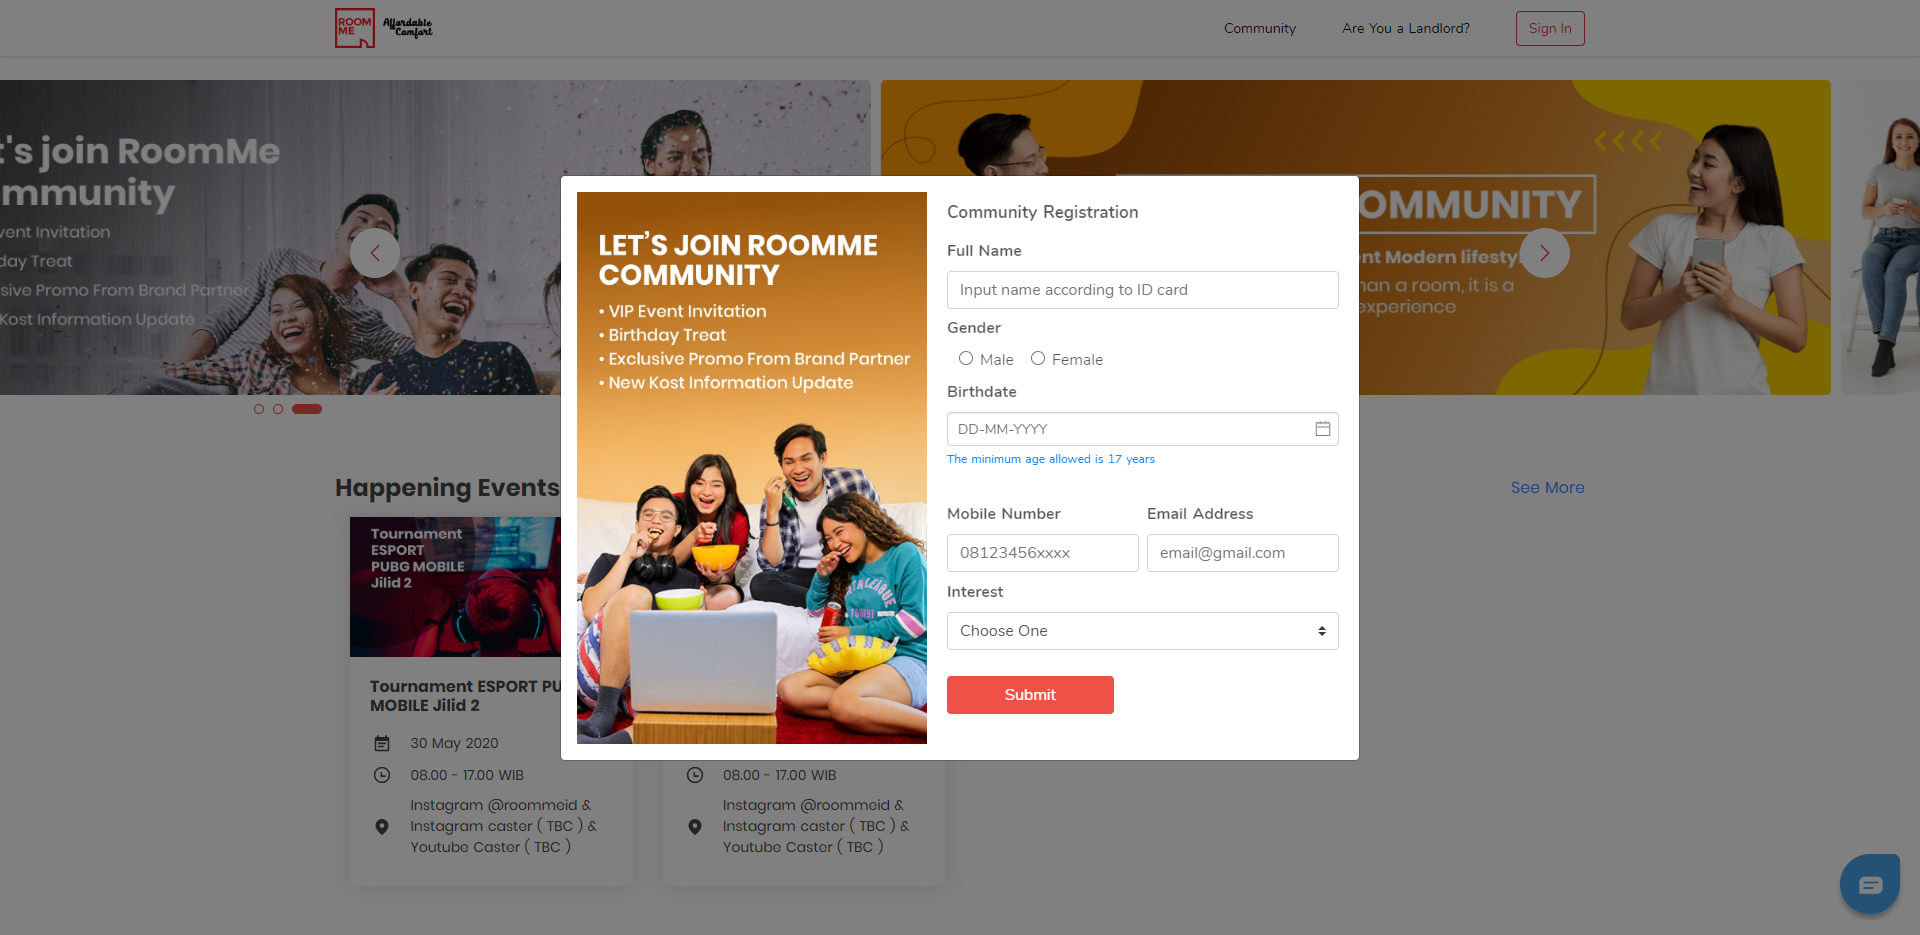 ROOM
ME
Affordable
Comfort
Community
Are You a Landlord?
Sign In
t's join RoomMe
mmunity
vent Invitation
day Treat
sive Promo From Brand Partner
Kost Information Update
OMMUNITY
nt Modern lifesty
han a room, it is a
experience
LET'S JOIN ROOMME
COMMUNITY
• VIP Event Invitation
• Birthday Treat
• Exclusive Promo From Brand Partner
• New Kost Information Update
Community Registration
Full Name
Input name according to ID card
Gender
Male
Female
Birthdate
DD-MM-YYYY
The minimum age allowed is 17 years
Mobile Number
Email Address
08123456xxxx
email@gmail.com
Interest
Choose One
Submit
Happening Events
See More
Tournament
ESPORT
PUBG MOBILE
Jilid 2
Tournament ESPORT PU
MOBILE Jilid 2
30 May 2020
08.00 - 17.00 WIB
Instagram @roommeid &
Instagram caster ( TBC ) &
Youtube Caster ( TBC )
08.00 - 17.00 WIB
Instagram @roommeid &
Instagram caster ( TBC ) &
Youtube Caster ( TBC )